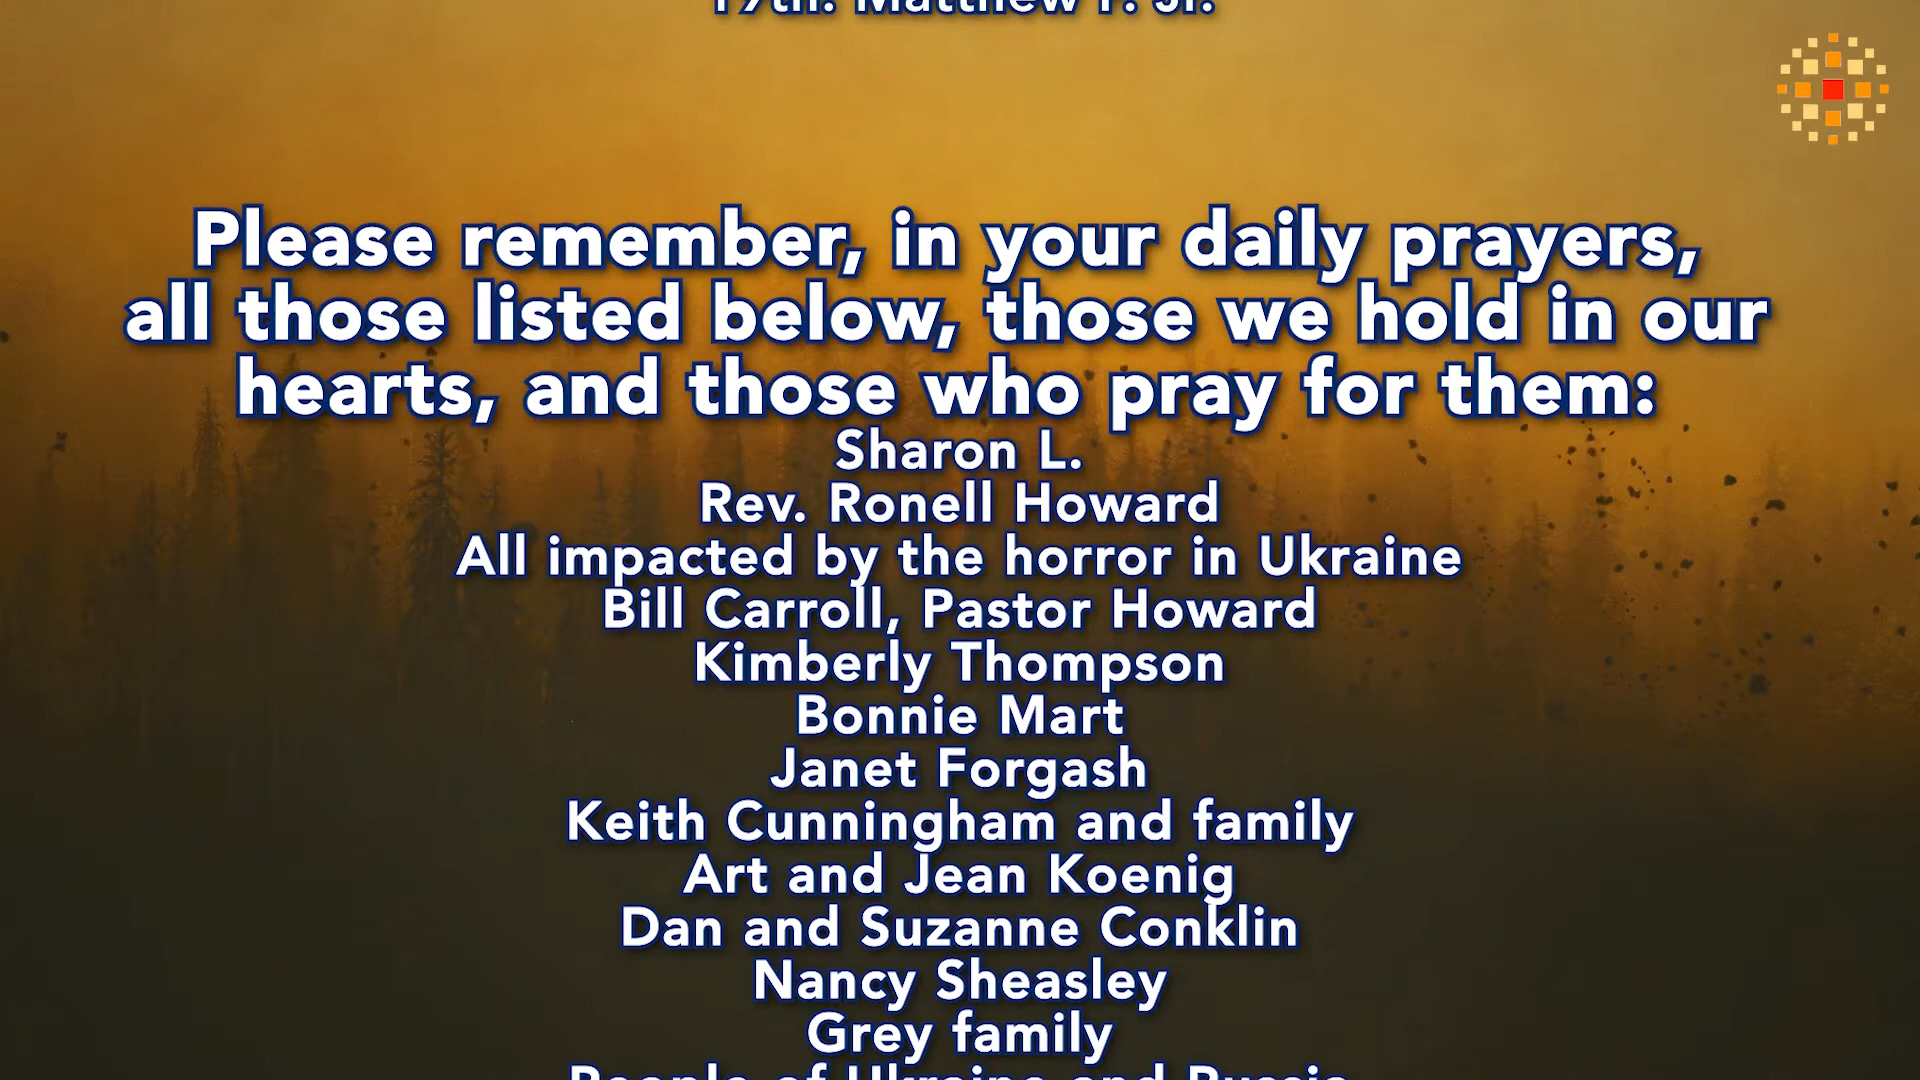 19th: Matthew P. Jr.
Please remember, in your daily prayers,
all those listed below, those we hold in our
hearts, and those who pray for them:
Sharon L.
Rev. Ronell Howard
All impacted by the horror in Ukraine
Bill Carroll, Pastor Howard
Kimberly Thompson
Bonnie Mart
Janet Forgash
Keith Cunningham and family
Art and Jean Koenig
Dan and Suzanne Conklin
Nancy Sheasley
Grey family
People of Ukraine and Russia